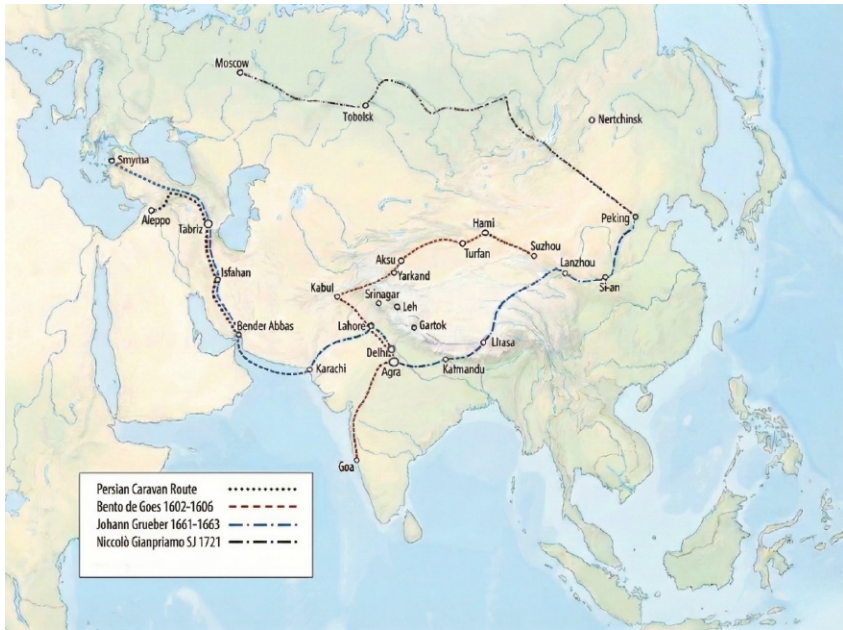 Moscow
Tobolsk
Nertchinsk
Smyrna
Aleppo
Tabriz
Peking
Hami
Turfan
Suzhou
Aksu
Yarkand
Lanzhou
Si-an
Isfahan
Kabul
Srinagar
Leh
Gartok
Bender Abbas
Lahore
Lhasa
Karachi
Delhi
Agra
Katmandu
Goa
Persian Caravan Route
Bento de Goes 1602-1606
Johann Grueber 1661-1663
Niccolò Gianpriamo SJ 1721